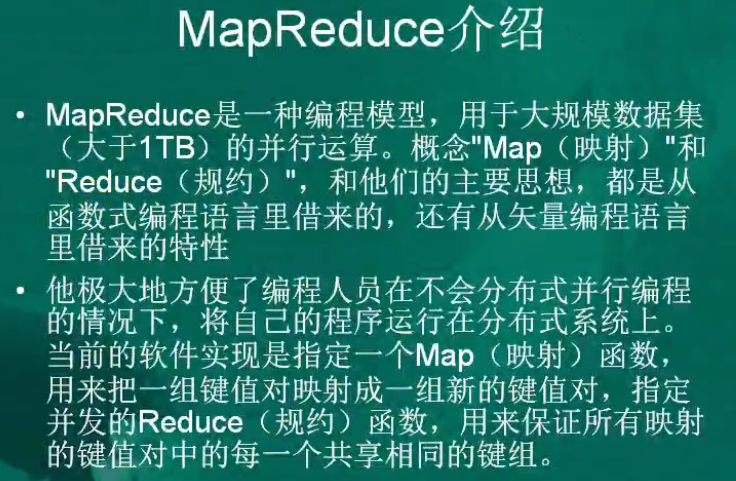 MapReduce介绍
• MapReduce是一种编程模型，用于大规模数据集
（大于1TB）的并行运算。概念"Map（映射）"和
"Reduce（规约）"，和他们的主要思想，都是从
函数式编程语言里借来的，还有从矢量编程语言
里借来的特性
• 他极大地方便了编程人员在不会分布式并行编程
的情况下，将自己的程序运行在分布式系统上。
当前的软件实现是指定一个Map（映射）函数，
用来把一组键值对映射成一组新的键值对，指定
并发的Reduce（规约）函数，用来保证所有映射
的键值对中的每一个共享相同的键组。